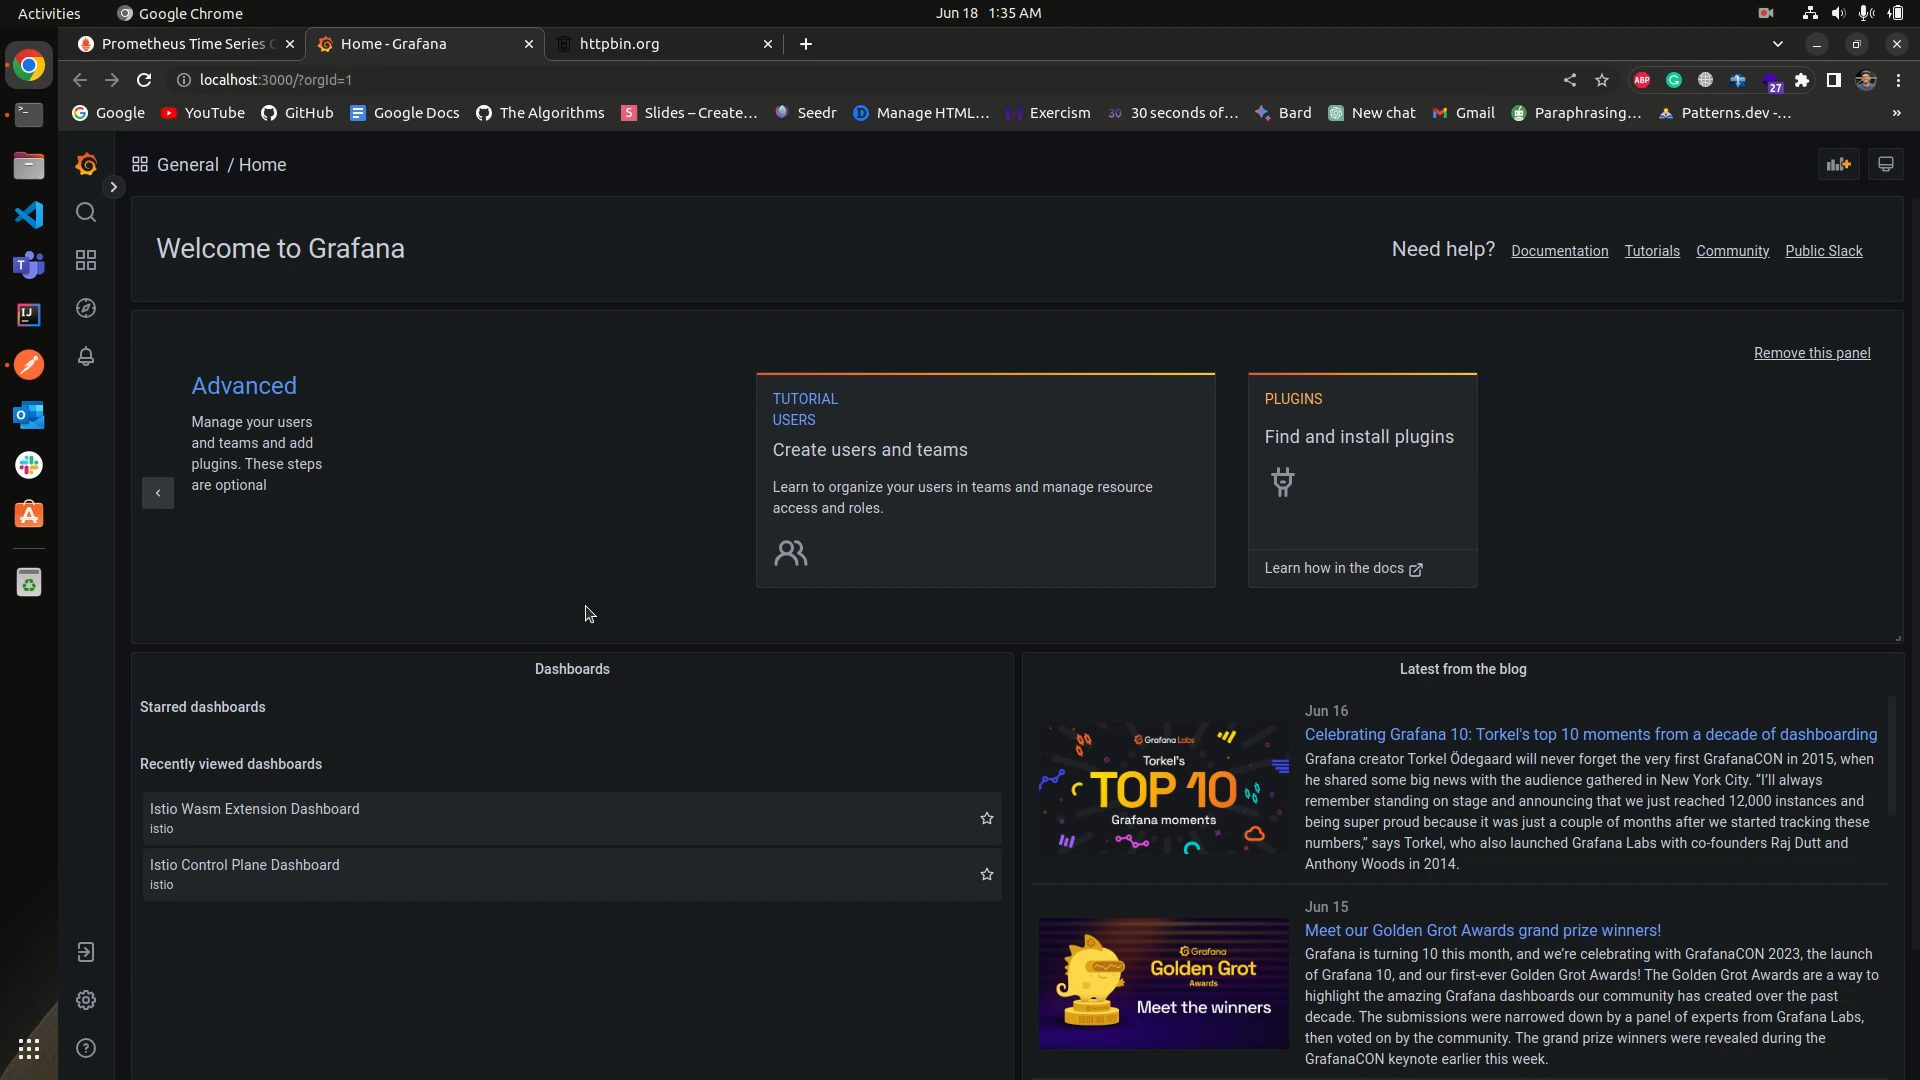 Activities
Google Chrome
Jun 18 1:35 AM
Prometheus Time Series
Home - Grafana
httpbin.org
localhost:3000/?orgId=1
ABP
27
Google
YouTube
GitHub
Google Docs
The Algorithms
Slides – Create...
Seedr
Manage HTML...
Exercism
30 seconds of...
Bard
New chat
Gmail
Paraphrasing...
Patterns.dev -...
General / Home
Welcome to Grafana
Need help?
Documentation
Tutorials
Community
Public Slack
Remove this panel
Advanced
Manage your users
and teams and add
plugins. These steps
are optional
TUTORIAL
USERS
Create users and teams
Learn to organize your users in teams and manage resource
access and roles.
PLUGINS
Find and install plugins
Learn how in the docs
Dashboards
Starred dashboards
Recently viewed dashboards
Istio Wasm Extension Dashboard
istio
Istio Control Plane Dashboard
istio
Latest from the blog
Grafana Labs
Torkel's
TOP 10
Grafana moments
Jun 16
Celebrating Grafana 10: Torkel's top 10 moments from a decade of dashboarding
Grafana creator Torkel Ödegaard will never forget the very first GrafanaCON in 2015, when
he shared some big news with the audience gathered in New York City. “I'll always
remember standing on stage and announcing that we just reached 12,000 instances and
being super proud because it was just a couple of months after we started tracking these
numbers,” says Torkel, who also launched Grafana Labs with co-founders Raj Dutt and
Anthony Woods in 2014.
Grafana
Golden Grot
Awards
Meet the winners
Jun 15
Meet our Golden Grot Awards grand prize winners!
Grafana is turning 10 this month, and we're celebrating with GrafanaCON 2023, the launch
of Grafana 10, and our first-ever Golden Grot Awards! The Golden Grot Awards are a way to
highlight the amazing Grafana dashboards our community has created over the past
decade. The submissions were narrowed down by a panel of experts from Grafana Labs,
then voted on by the community. The grand prize winners were revealed during the
GrafanaCON keynote earlier this week.